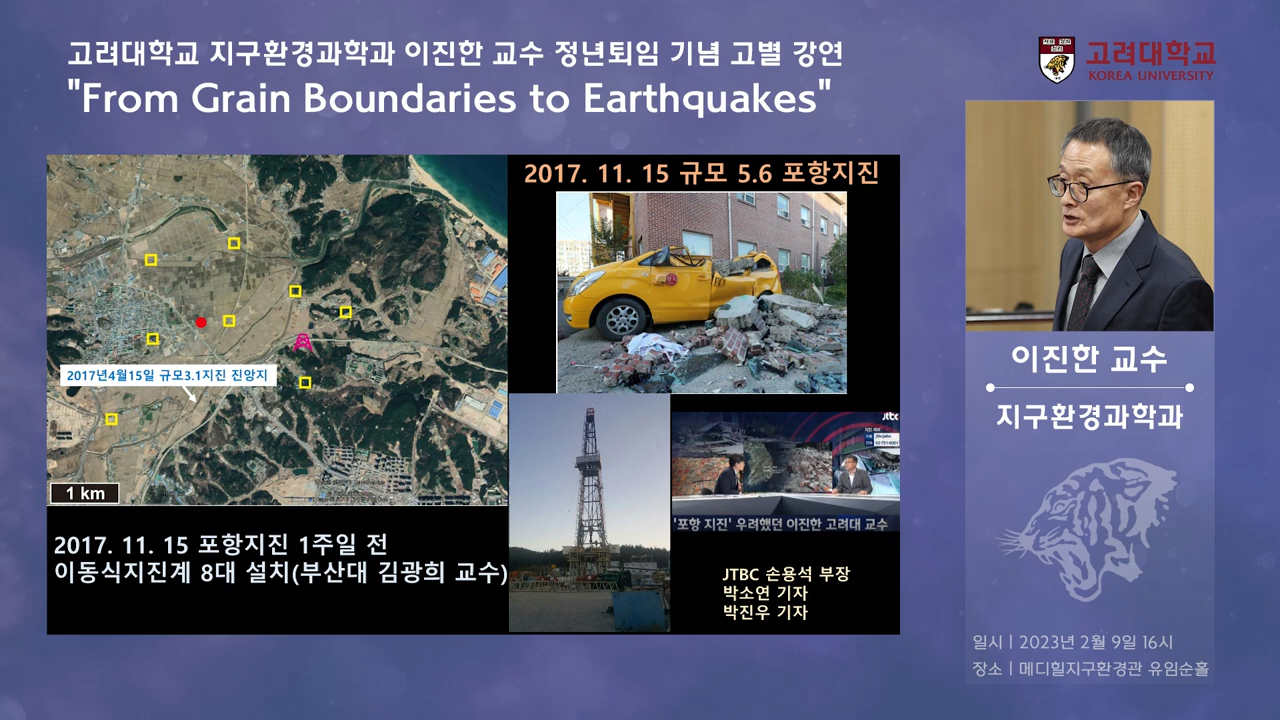 고려대학교 지구환경과학과 이진한 교수 정년퇴임 기념 고별 강연
"From Grain Boundaries to Earthquakes"
고려대학교
KOREA UNIVERSITY
2017. 11. 15 규모 5.6 포항지진
2017년4월15일 규모3.1지진 진앙지
1 km
2017. 11. 15 포항지진 1주일 전
이동식지진계 8대 설치(부산대 김광희 교수)
jtbc
'포항 지진' 우려했던 이진한 고려대 교수
JTBC 손용석 부장
박소연 기자
박진우 기자
이진한 교수
지구환경과학과
일시 | 2023년 2월 9일 16시
장소 | 메디힐지구환경관 유임순홀